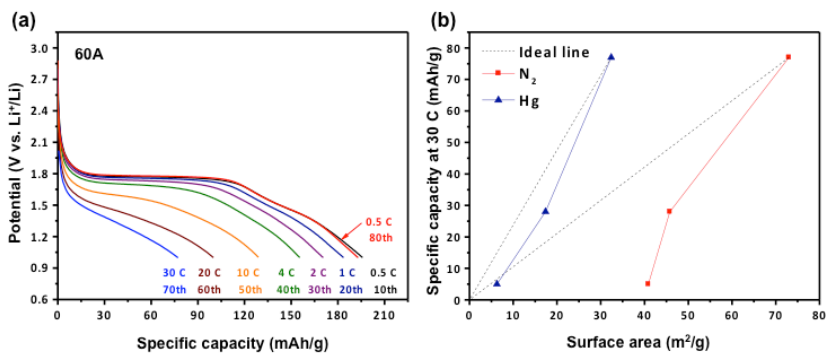 (a)
60A
Potential (V vs. Li⁺/Li)
3.0
2.7
2.4
2.1
1.8
1.5
1.2
0.9
0.6
0.5 C
80th
30 C 20 C 10 C 4 C 2 C 1 C 0.5 C
70th 60th 50th 40th 30th 20th 10th
0 30 60 90 120 150 180 210
Specific capacity (mAh/g)
(b)
Ideal line
N₂
Hg
Specific capacity at 30 C (mAh/g)
80
70
60
50
40
30
20
10
0
0 10 20 30 40 50 60 70 80
Surface area (m²/g)